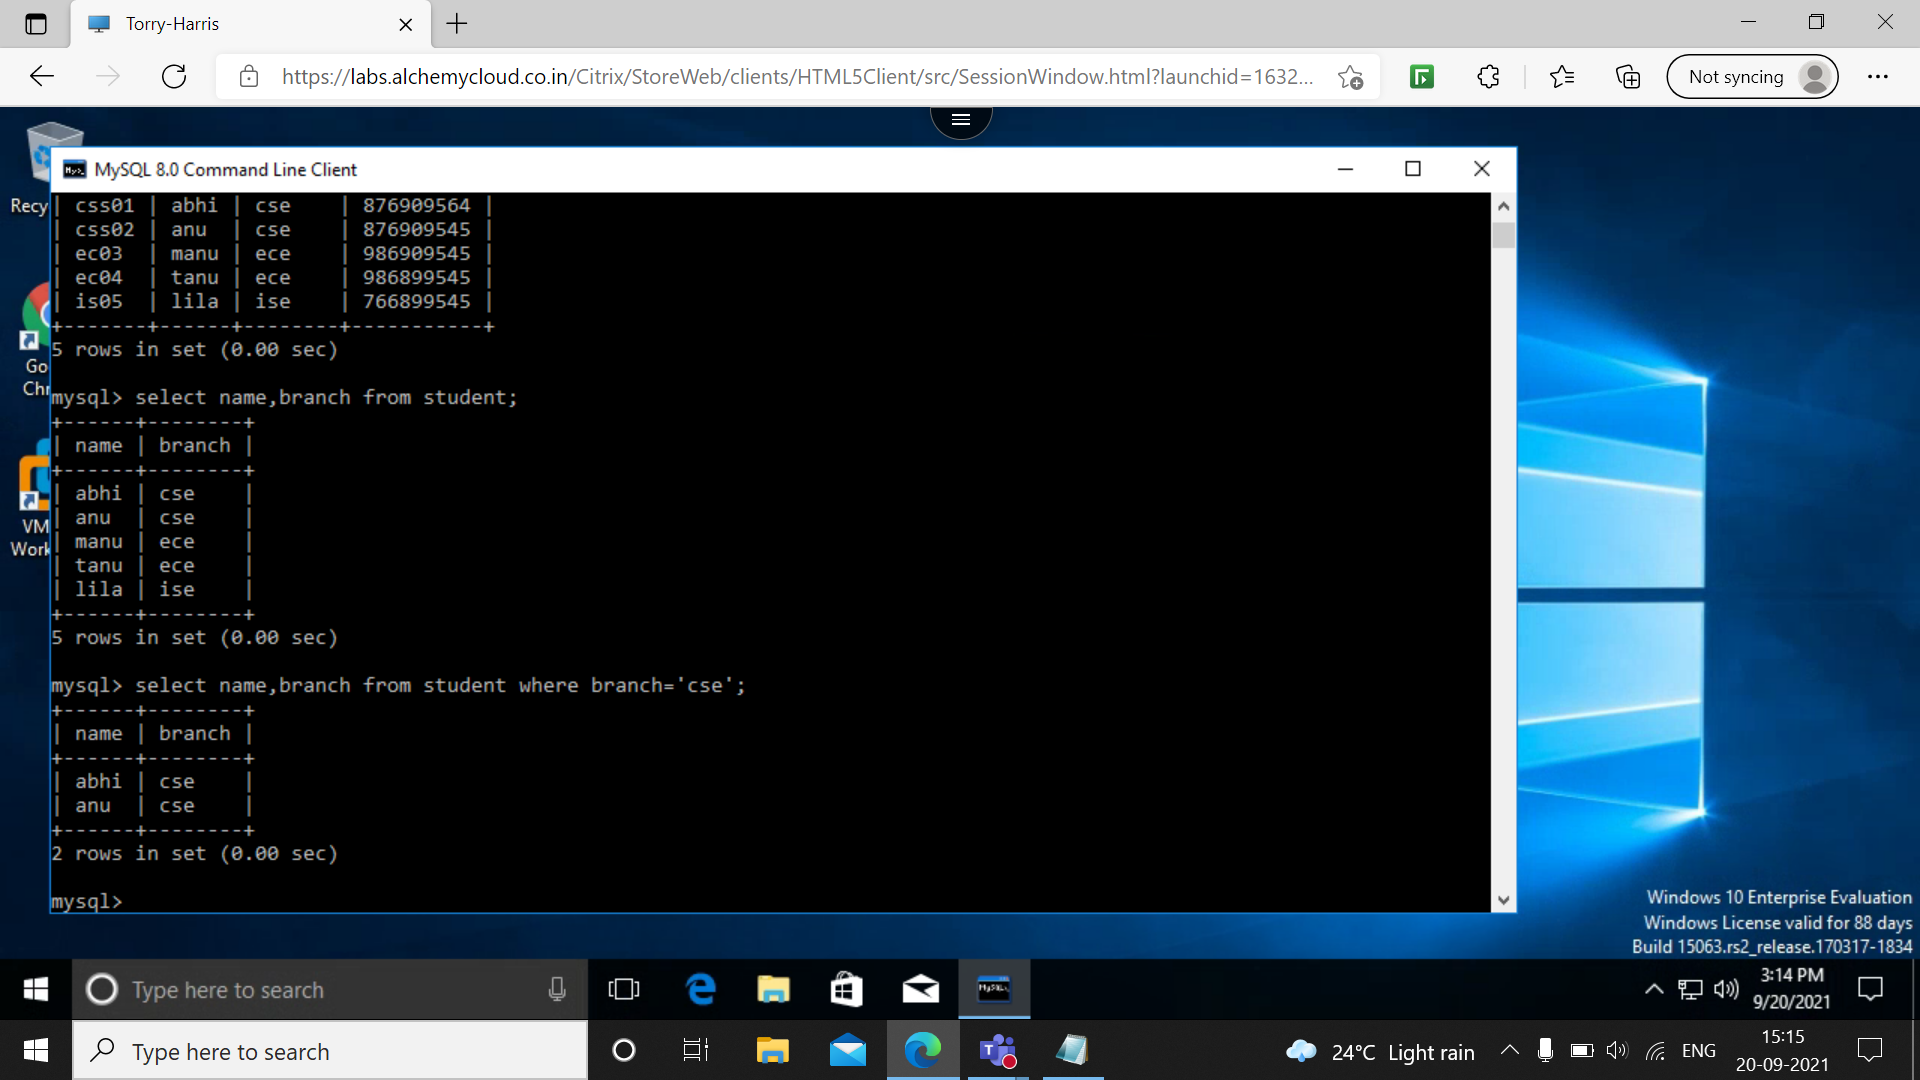 Torry-Harris
https://labs.alchemycloud.co.in/Citrix/StoreWeb/clients/HTML5Client/src/SessionWindow.html?launchid=1632...
Not syncing
MySQL 8.0 Command Line Client
| css01 | abhi | cse    | 876909564 |
| css02 | anu  | cse    | 876909545 |
| ec03  | manu | ece    | 986909545 |
| ec04  | tanu | ece    | 986899545 |
| is05  | lila | ise    | 766899545 |
+-------+------+--------+-----------+
5 rows in set (0.00 sec)
mysql> select name,branch from student;
+------+--------+
| name | branch |
+------+--------+
| abhi | cse    |
| anu  | cse    |
| manu | ece    |
| tanu | ece    |
| lila | ise    |
+------+--------+
5 rows in set (0.00 sec)
mysql> select name,branch from student where branch='cse';
+------+--------+
| name | branch |
+------+--------+
| abhi | cse    |
| anu  | cse    |
+------+--------+
2 rows in set (0.00 sec)
mysql>
Recy
Go
Chr
VM
Work
Windows 10 Enterprise Evaluation
Windows License valid for 88 days
Build 15063.rs2_release.170317-1834
Type here to search
3:14 PM
9/20/2021
Type here to search
24°C Light rain
ENG
15:15
20-09-2021